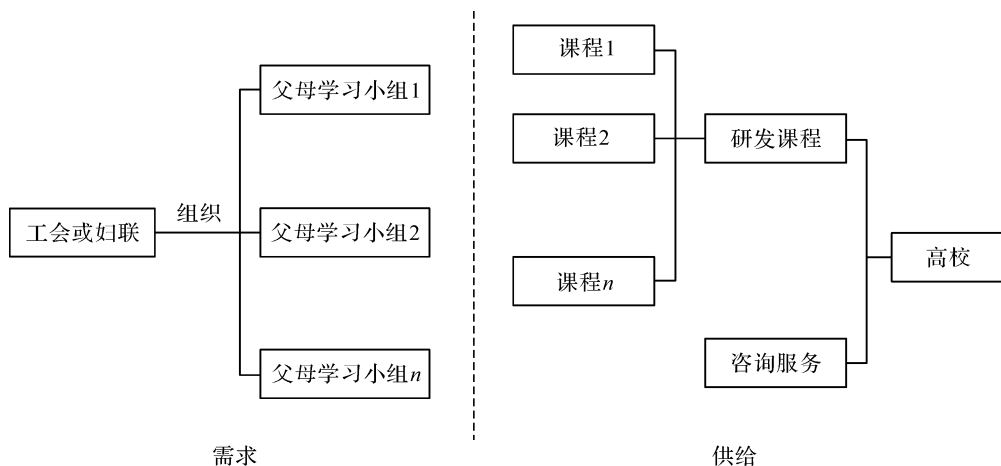 父母学习小组1
工会或妇联
组织
父母学习小组2
父母学习小组n
需求
课程1
课程2
课程n
研发课程
咨询服务
高校
供给